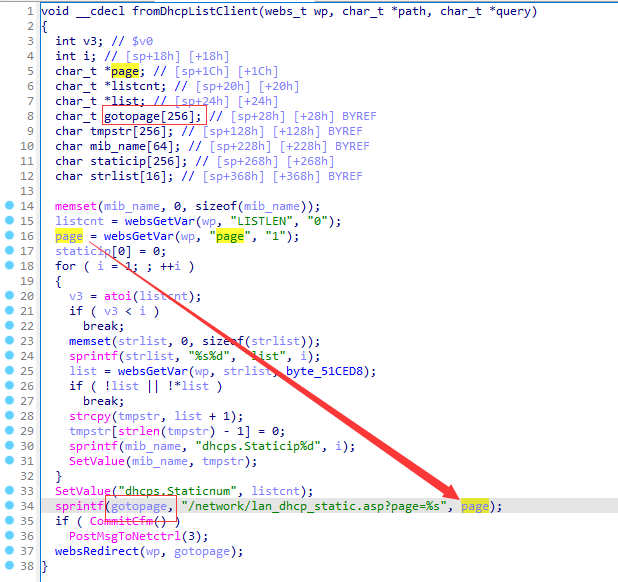 1 void __cdecl fromDhcpListClient(webs_t wp, char_t *path, char_t *query)
2 {
3 int v3; // $v0
4 int i; // [sp+18h] [+18h]
5 char_t *page; // [sp+1Ch] [+1Ch]
6 char_t *listcnt; // [sp+20h] [+20h]
7 char_t *list; // [sp+24h] [+24h]
8 char_t gotopage[256]; // [sp+28h] [+28h] BYREF
9 char tmpstr[256]; // [sp+128h] [+128h] BYREF
10 char mib_name[64]; // [sp+228h] [+228h] BYREF
11 char staticip[256]; // [sp+268h] [+268h]
12 char strlist[16]; // [sp+368h] [+368h] BYREF
13
14 memset(mib_name, 0, sizeof(mib_name));
15 listcnt = websGetVar(wp, "LISTLEN", "0");
16 page = websGetVar(wp, "page", "1");
17 staticip[0] = 0;
18 for ( i = 1; ; ++i )
19 {
20 v3 = atoi(listcnt);
21 if ( v3 < i )
22 break;
23 memset(strlist, 0, sizeof(strlist));
24 sprintf(strlist, "%s%d", "list", i);
25 list = websGetVar(wp, strlist, byte_51CED8);
26 if ( !list || !*list )
27 break;
28 strcpy(tmpstr, list + 1);
29 tmpstr[strlen(tmpstr) - 1] = 0;
30 sprintf(mib_name, "dhcps.Staticip%d", i);
31 SetValue(mib_name, tmpstr);
32 }
33 SetValue("dhcps.Staticnum", listcnt);
34 sprintf(gotopage, "/network/lan_dhcp_static.asp?page=%s", page);
35 if ( CommitCfm() )
36 PostMsgToNetctrl(3);
37 websRedirect(wp, gotopage);
38 }